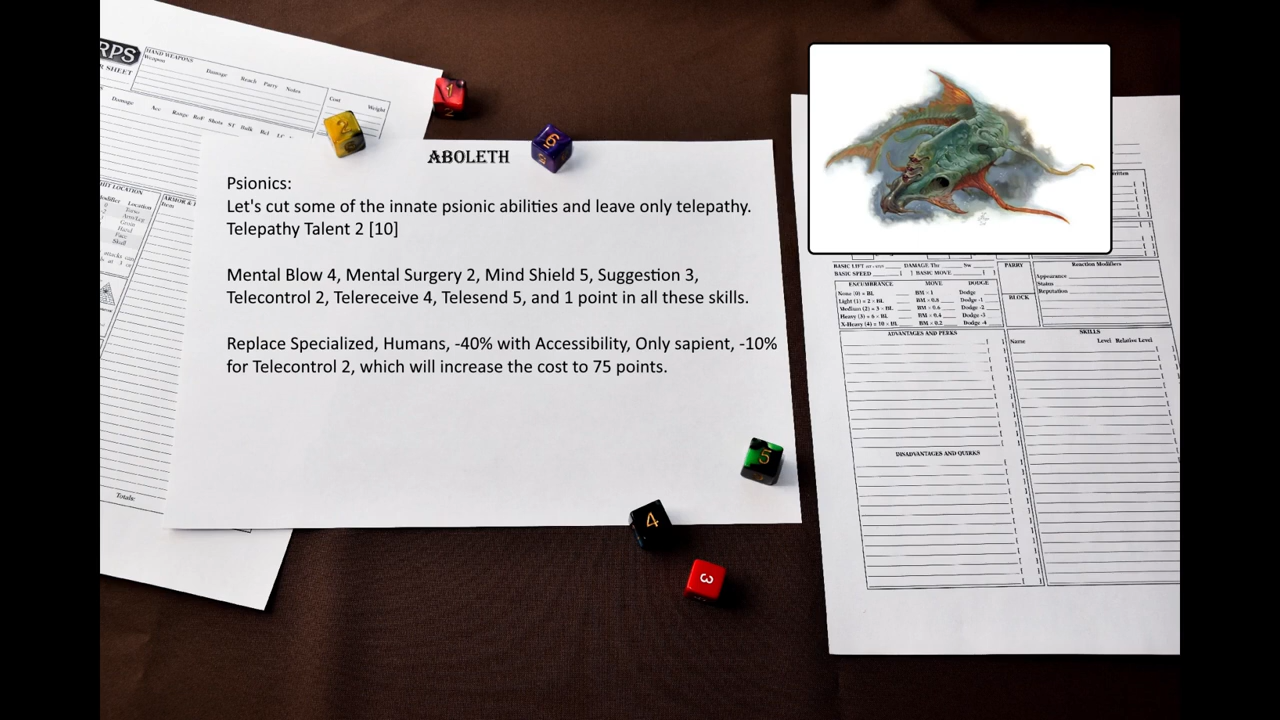 RPS
R SHEET
HAND WEAPONS
Weapon Damage Reach Parry Notes
Cost Weight
Damage Acc Range RoF Shots ST Bulk Rcl LC
HIT LOCATION
Modifier Location
ARMOR &
Item
Totals:
1
2
6
ABOLETH
Psionics:
Let's cut some of the innate psionic abilities and leave only telepathy.
Telepathy Talent 2 [10]
Mental Blow 4, Mental Surgery 2, Mind Shield 5, Suggestion 3,
Telecontrol 2, Telereceive 4, Telesend 5, and 1 point in all these skills.
Replace Specialized, Humans, -40% with Accessibility, Only sapient, -10%
for Telecontrol 2, which will increase the cost to 75 points.
5
4
3
BASIC LIFT DAMAGE Thr Sw
BASIC SPEED BASIC MOVE
ENCUMBRANCE MOVE DODGE
None (0) = BL BM × 1 Dodge
Light (1) = 2 × BL BM × 0.8 Dodge -1
Medium (2) = 3 × BL BM × 0.6 Dodge -2
Heavy (3) = 6 × BL BM × 0.4 Dodge -3
X-Heavy (4) = 10 × BL BM × 0.2 Dodge -4
PARRY
BLOCK
Reaction Modifiers
Appearance
Status
Reputation
ADVANTAGES AND PERKS
DISADVANTAGES AND QUIRKS
SKILLS
Name Level Relative Level